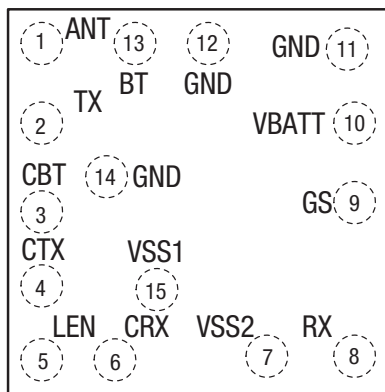 ANT
1 13 12 GND 11
BT GND
TX
2 VBATT 10
CBT 14 GND
3 GS 9
CTX VSS1
4 15
LEN CRX VSS2 RX
5 6 7 8